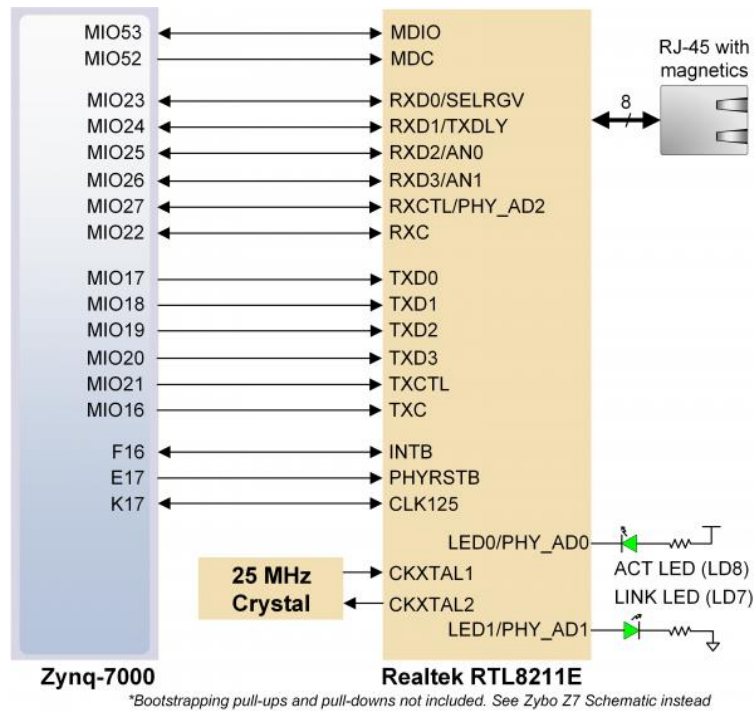 MIO53 MDIO
MIO52 MDC
RJ-45 with
magnetics
MIO23 RXD0/SELRGV
8
MIO24 RXD1/TXDLY
MIO25 RXD2/AN0
MIO26 RXD3/AN1
MIO27 RXCTL/PHY_AD2
MIO22 RXC
MIO17 TXD0
MIO18 TXD1
MIO19 TXD2
MIO20 TXD3
MIO21 TXCTL
MIO16 TXC
F16 INTB
E17 PHYRSTB
K17 CLK125
LED0/PHY_AD0
25 MHz
Crystal
CKXTAL1
ACT LED (LD8)
CKXTAL2
LINK LED (LD7)
LED1/PHY_AD1
Zynq-7000
Realtek RTL8211E
*Bootstrapping pull-ups and pull-downs not included. See Zybo Z7 Schematic instead